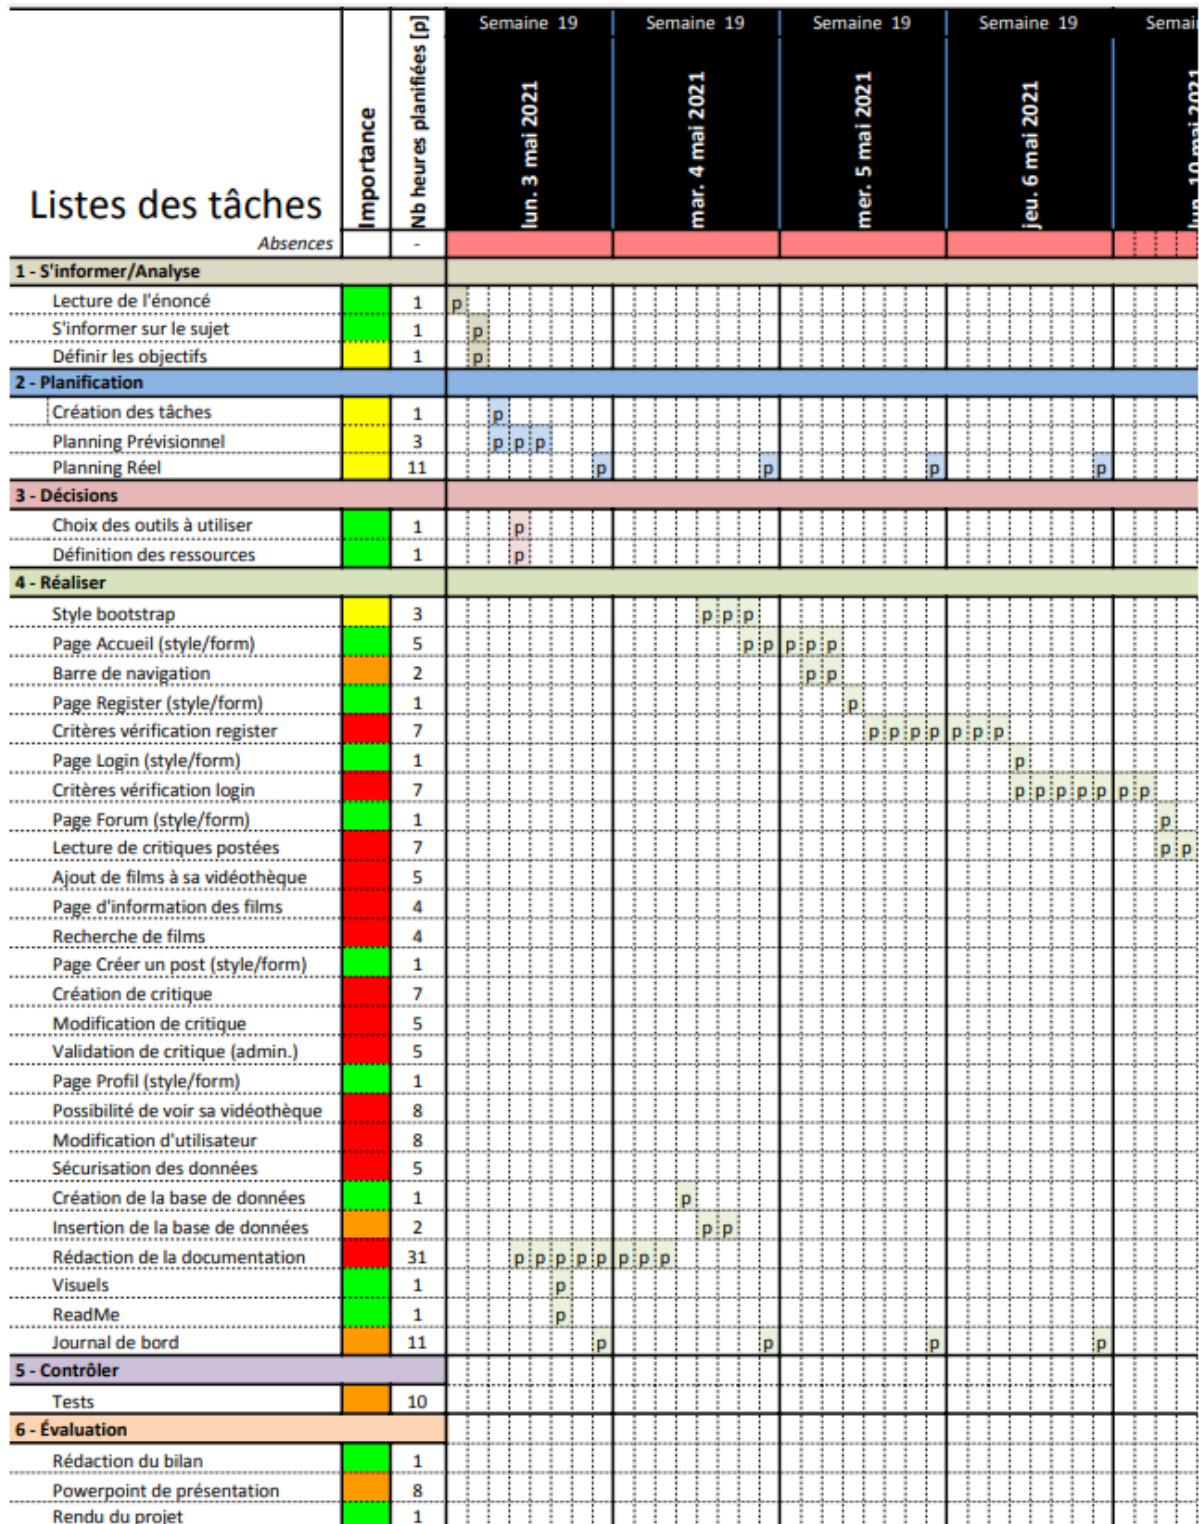 Semaine 19 Semaine 19 Semaine 19 Semaine 19 Semai
Listes des tâches Importance Nb heures planifiées [p] lun. 3 mai 2021 mar. 4 mai 2021 mer. 5 mai 2021 jeu. 6 mai 2021 lun. 10 mai 2021
Absences -
1 - S'informer/Analyse
Lecture de l'énoncé 1 p
S'informer sur le sujet 1 p
Définir les objectifs 1 p
2 - Planification
Création des tâches 1 p
Planning Prévisionnel 3 p p p
Planning Réel 11 p p p p
3 - Décisions
Choix des outils à utiliser 1 p
Définition des ressources 1 p
4 - Réaliser
Style bootstrap 3 p p p
Page Accueil (style/form) 5 p p p p p
Barre de navigation 2 p p
Page Register (style/form) 1 p
Critères vérification register 7 p p p p p p p
Page Login (style/form) 1 p
Critères vérification login 7 p p p p p p p
Page Forum (style/form) 1 p
Lecture de critiques postées 7 p p
Ajout de films à sa vidéothèque 5
Page d'information des films 4
Recherche de films 4
Page Créer un post (style/form) 1
Création de critique 7
Modification de critique 5
Validation de critique (admin.) 5
Page Profil (style/form) 1
Possibilité de voir sa vidéothèque 8
Modification d'utilisateur 8
Sécurisation des données 5
Création de la base de données 1 p
Insertion de la base de données 2 p p
Rédaction de la documentation 31 p p p p p p p p
Visuels 1 p
ReadMe 1 p
Journal de bord 11 p p p p
5 - Contrôler
Tests 10
6 - Évaluation
Rédaction du bilan 1
Powerpoint de présentation 8
Rendu du projet 1